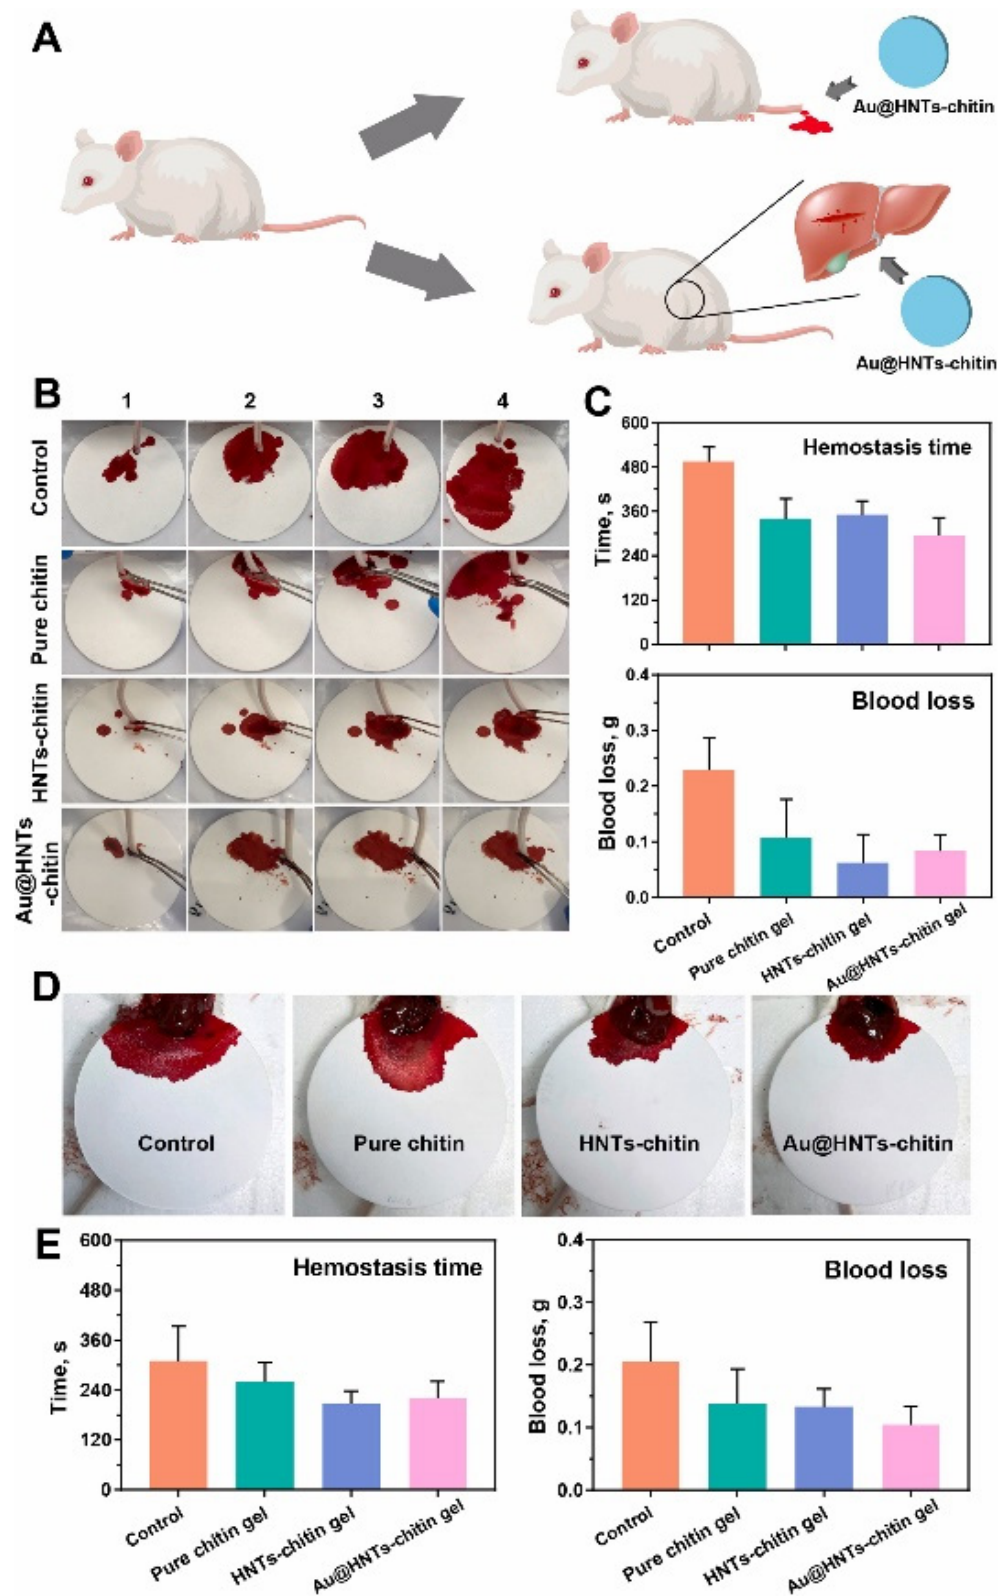 A
Au@HNTs-chitin
Au@HNTs-chitin
B
1 2 3 4
Control
Pure chitin
HNTs-chitin
Au@HNTs
-chitin
C
Hemostasis time
Time, s
600
480
360
240
120
0
Blood loss
Blood loss, g
0.4
0.3
0.2
0.1
0.0
Control
Pure chitin gel
HNTs-chitin gel
Au@HNTs-chitin gel
D
Control
Pure chitin
HNTs-chitin
Au@HNTs-chitin
E
Hemostasis time
Time, s
600
480
360
240
120
0
Control
Pure chitin gel
HNTs-chitin gel
Au@HNTs-chitin gel
Blood loss
Blood loss, g
0.4
0.3
0.2
0.1
0.0
Control
Pure chitin gel
HNTs-chitin gel
Au@HNTs-chitin gel